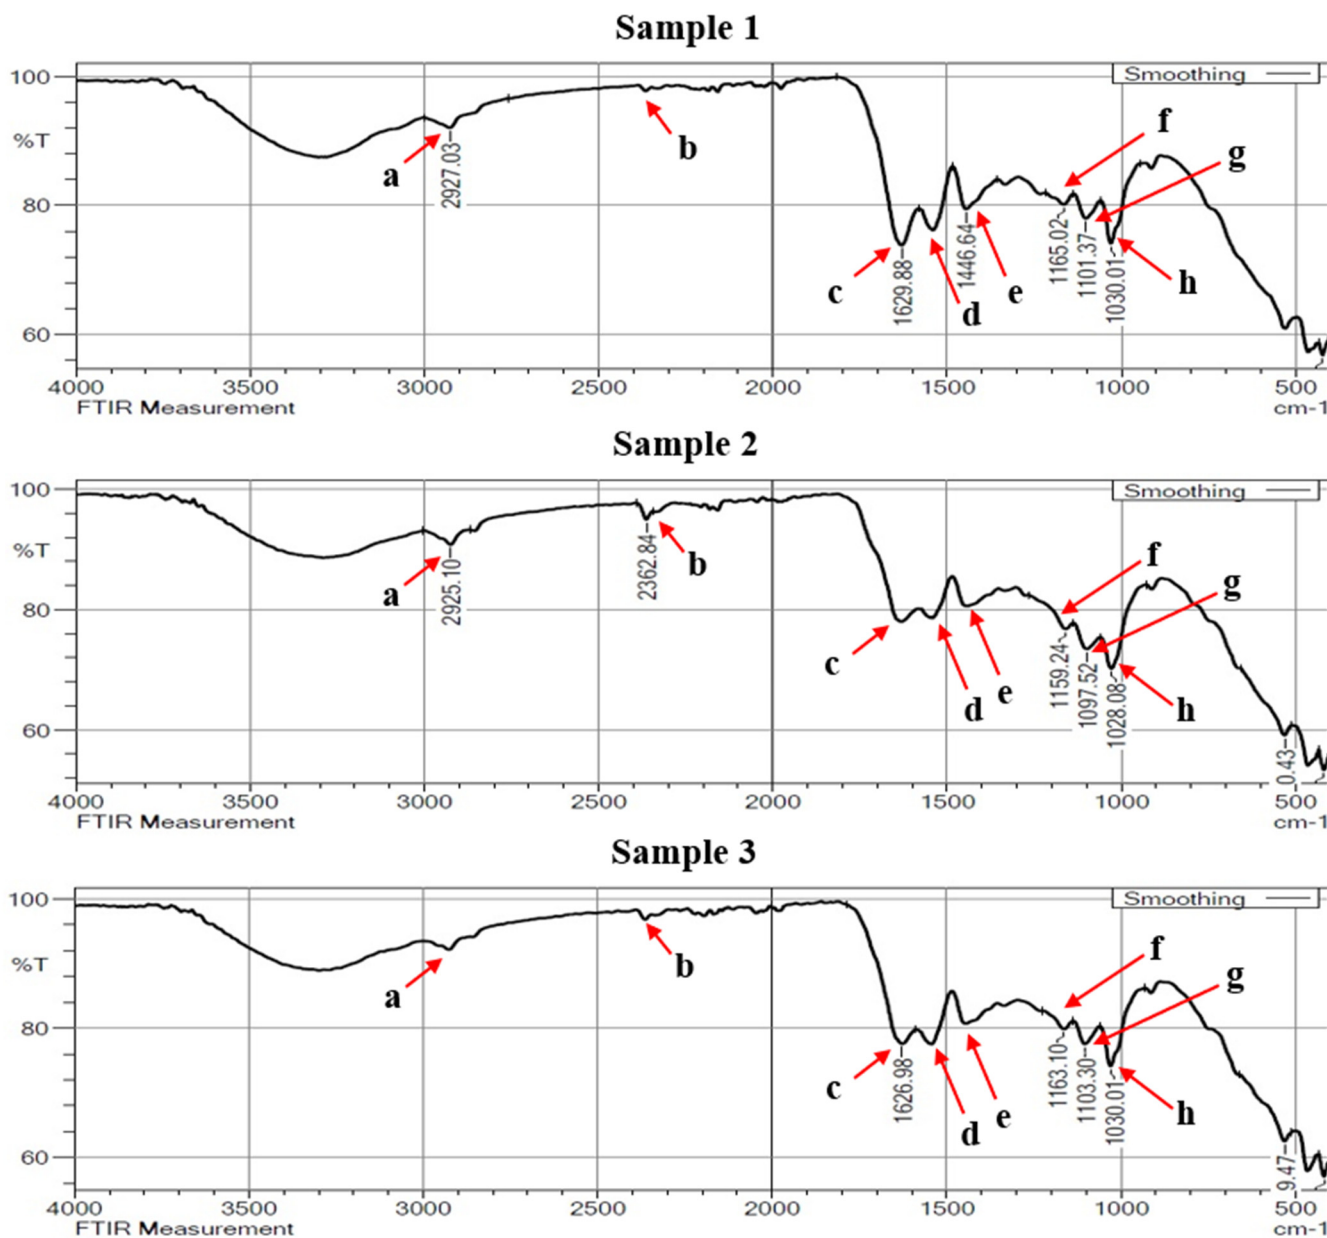 Sample 1
100
Smoothing
%T
f
g
b
a
2927.03
80
c
1629.88
d
1446.64
e
1165.02
1101.37
1030.01
h
60
4000 3500 3000 2500 2000 1500 1000 500
FTIR Measurement cm-1
Sample 2
100
Smoothing
%T
f
g
b
a
2925.10
2362.84
80
c
d
e
1159.24
1097.52
1028.08
h
60
0.43
4000 3500 3000 2500 2000 1500 1000 500
FTIR Measurement cm-1
Sample 3
100
Smoothing
%T
f
g
b
a
80
c
1626.98
d
e
1163.10
1103.30
1030.01
h
60
9.47
4000 3500 3000 2500 2000 1500 1000 500
FTIR Measurement cm-1